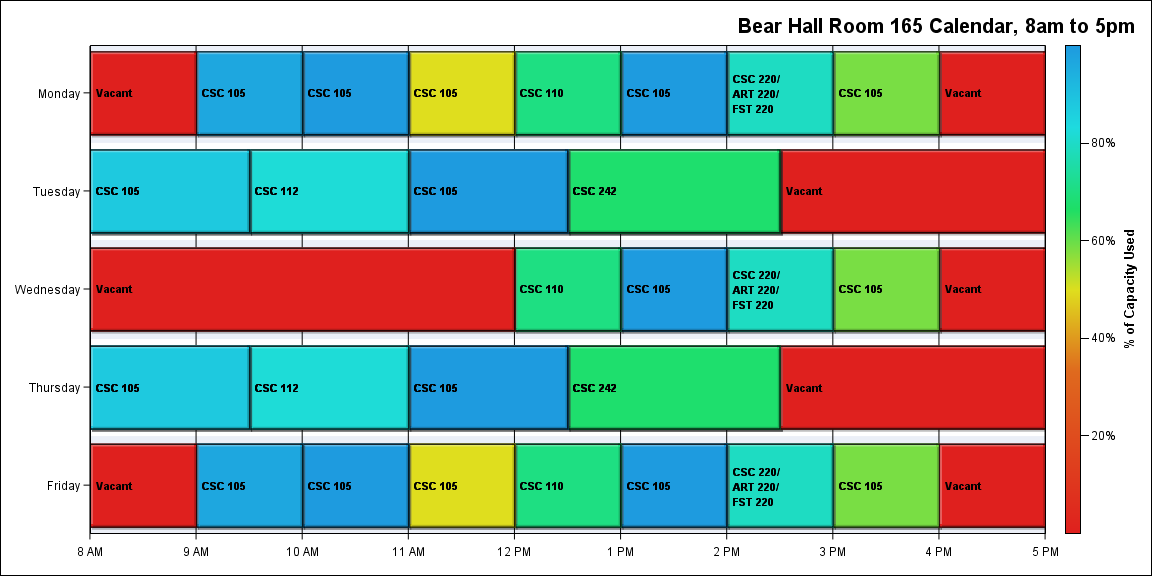 Bear Hall Room 165 Calendar, 8am to 5pm
Monday
Vacant
CSC 105
CSC 105
CSC 105
CSC 110
CSC 105
CSC 220/
ART 220/
FST 220
CSC 105
Vacant
Tuesday
CSC 105
CSC 112
CSC 105
CSC 242
Vacant
Wednesday
Vacant
CSC 110
CSC 105
CSC 220/
ART 220/
FST 220
CSC 105
Vacant
Thursday
CSC 105
CSC 112
CSC 105
CSC 242
Vacant
Friday
Vacant
CSC 105
CSC 105
CSC 105
CSC 110
CSC 105
CSC 220/
ART 220/
FST 220
CSC 105
Vacant
8 AM
9 AM
10 AM
11 AM
12 PM
1 PM
2 PM
3 PM
4 PM
5 PM
80%
60%
40%
20%
% of Capacity Used